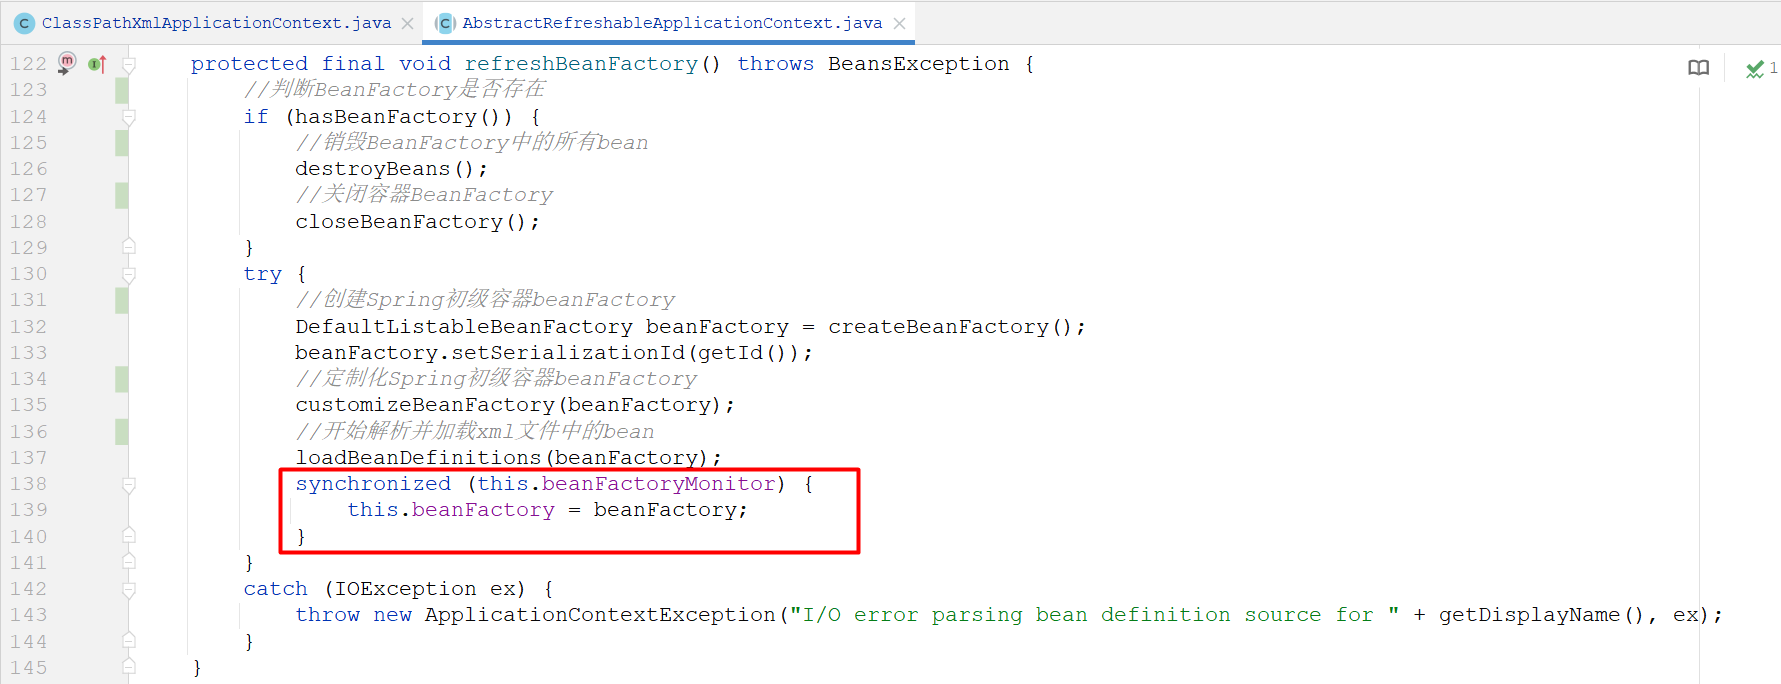 ClassPathXmlApplicationContext.java AbstractRefreshableApplicationContext.java
122 protected final void refreshBeanFactory() throws BeansException { 1
123 //判断BeanFactory是否存在
124 if (hasBeanFactory()) {
125 //销毁BeanFactory中的所有bean
126 destroyBeans();
127 //关闭容器BeanFactory
128 closeBeanFactory();
129 }
130 try {
131 //创建Spring初级容器beanFactory
132 DefaultListableBeanFactory beanFactory = createBeanFactory();
133 beanFactory.setSerializationId(getId());
134 //定制化Spring初级容器beanFactory
135 customizeBeanFactory(beanFactory);
136 //开始解析并加载xml文件中的bean
137 loadBeanDefinitions(beanFactory);
138 synchronized (this.beanFactoryMonitor) {
139 this.beanFactory = beanFactory;
140 }
141 }
142 catch (IOException ex) {
143 throw new ApplicationContextException("I/O error parsing bean definition source for " + getDisplayName(), ex);
144 }
145 }